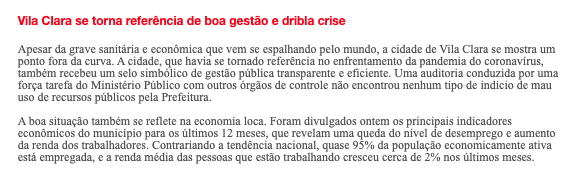 Vila Clara se torna referência de boa gestão e dribla crise
Apesar da grave sanitária e econômica que vem se espalhando pelo mundo, a cidade de Vila Clara se mostra um
ponto fora da curva. A cidade, que havia se tornado referência no enfrentamento da pandemia do coronavírus,
também recebeu um selo simbólico de gestão pública transparente e eficiente. Uma auditoria conduzida por uma
força tarefa do Ministério Público com outros órgãos de controle não encontrou nenhum tipo de indício de mau
uso de recursos públicos pela Prefeitura.
A boa situação também se reflete na economia loca. Foram divulgados ontem os principais indicadores
econômicos do município para os últimos 12 meses, que revelam uma queda do nível de desemprego e aumento
da renda dos trabalhadores. Contrariando a tendência nacional, quase 95% da população economicamente ativa
está empregada, e a renda média das pessoas que estão trabalhando cresceu cerca de 2% nos últimos meses.